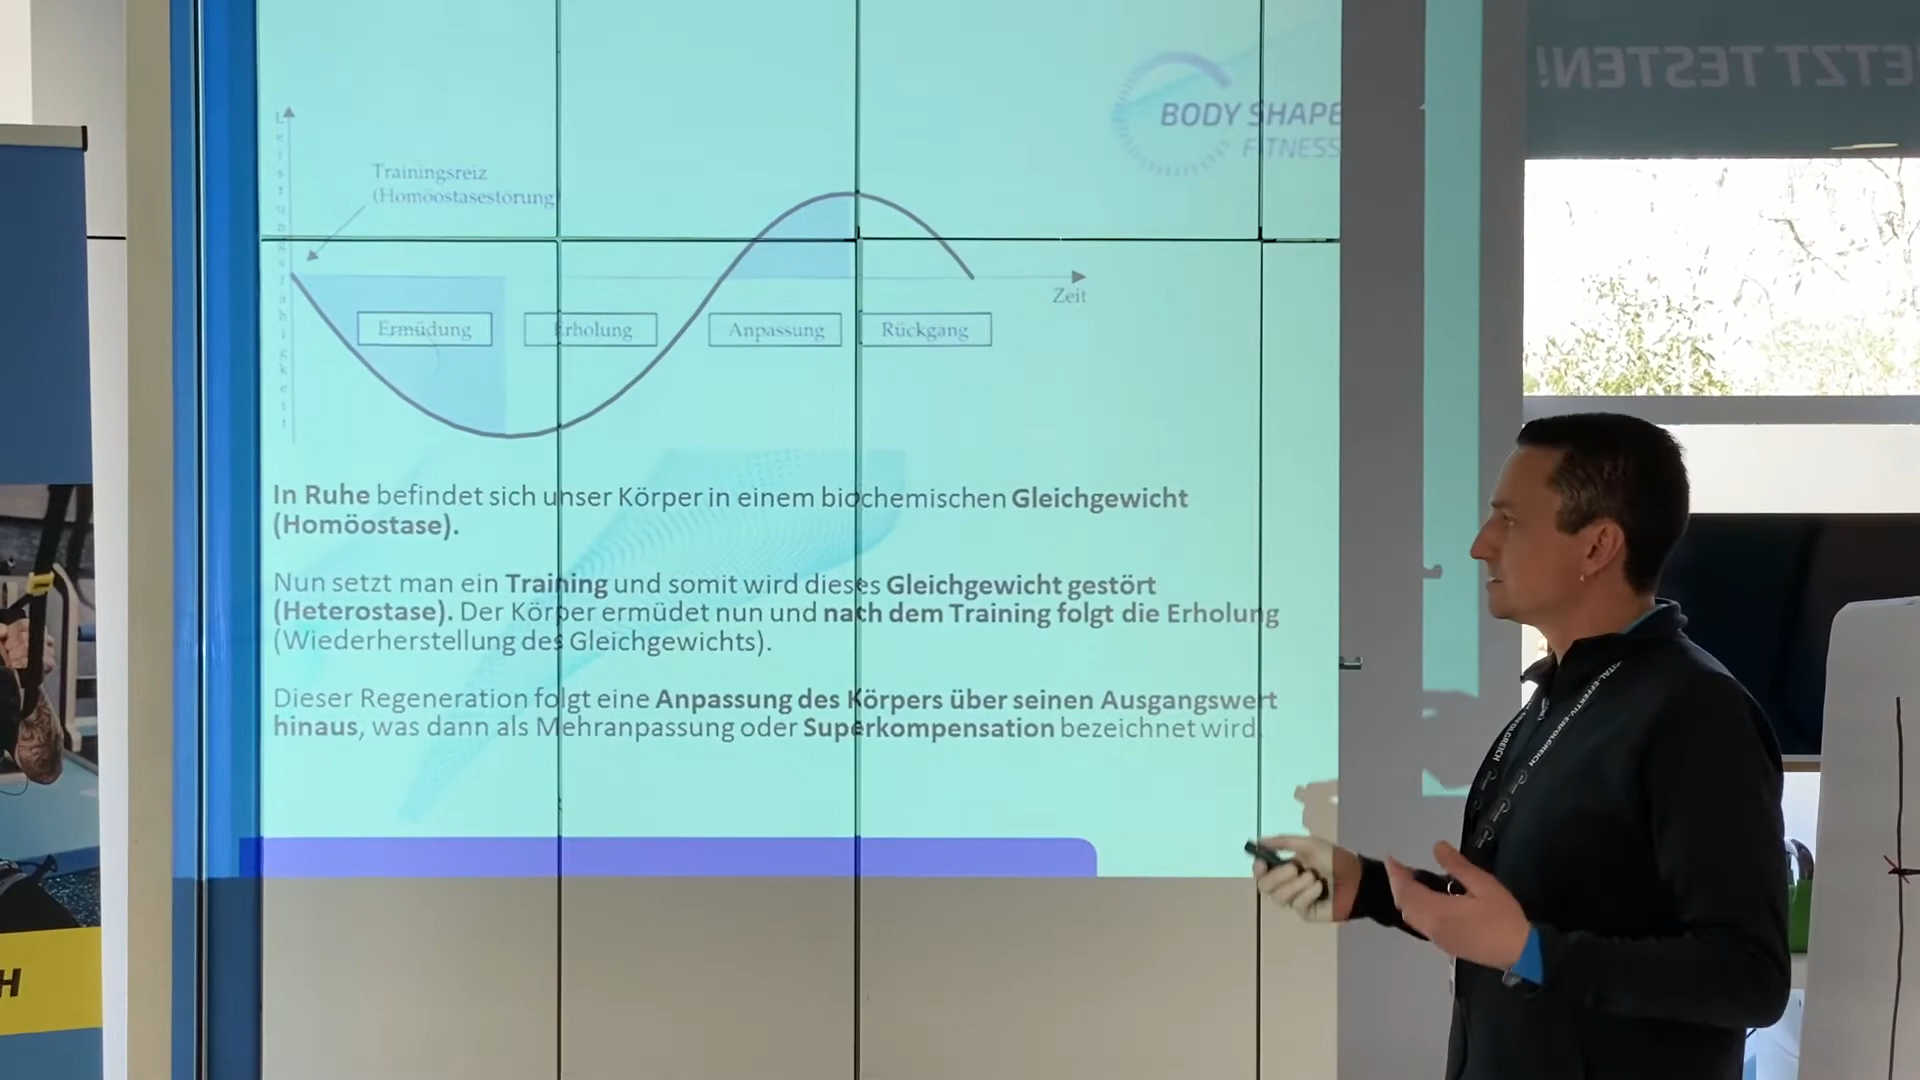 BODY SHAPE
FITNESS
JETZT TESTEN!
Leistungsfähigkeit
Trainingsreiz
(Homöostasestörung)
Zeit
Ermüdung
Erholung
Anpassung
Rückgang
In Ruhe befindet sich unser Körper in einem biochemischen Gleichgewicht
(Homöostase).
Nun setzt man ein Training und somit wird dieses Gleichgewicht gestört
(Heterostase). Der Körper ermüdet nun und nach dem Training folgt die Erholung
(Wiederherstellung des Gleichgewichts).
Dieser Regeneration folgt eine Anpassung des Körpers über seinen Ausgangswert
hinaus, was dann als Mehranpassung oder Superkompensation bezeichnet wird.
H